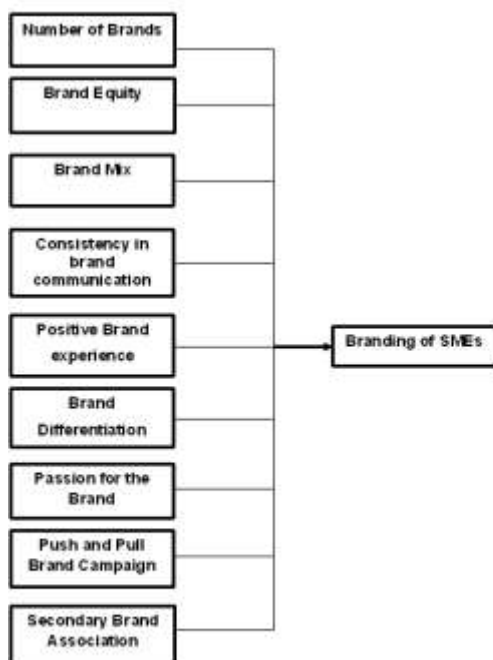 Number of Brands
Brand Equity
Brand Mix
Consistency in
brand
communication
Positive Brand
experience
Branding of SMEs
Brand
Differentiation
Passion for the
Brand
Push and Pull
Brand Campaign
Secondary Brand
Association